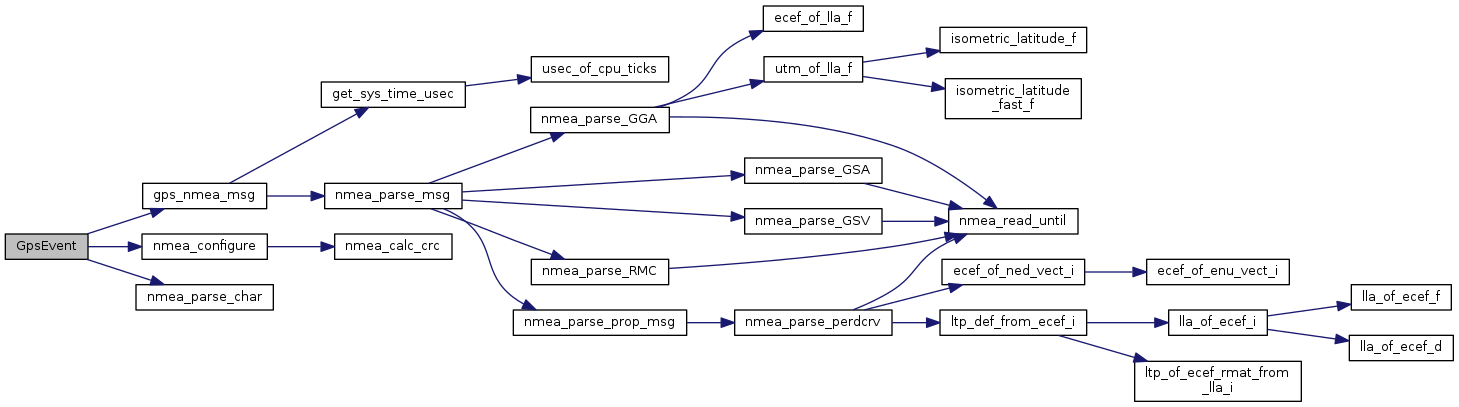 ecef_of_lla_f
isometric_latitude_f
usec_of_cpu_ticks
utm_of_lla_f
get_sys_time_usec
isometric_latitude
_fast_f
nmea_parse_GGA
nmea_parse_GSA
gps_nmea_msg
nmea_parse_msg
nmea_parse_GSV
nmea_read_until
GpsEvent
nmea_configure
nmea_calc_crc
nmea_parse_RMC
ecef_of_ned_vect_i
ecef_of_enu_vect_i
nmea_parse_char
lla_of_ecef_f
nmea_parse_prop_msg
nmea_parse_perdcrv
ltp_def_from_ecef_i
lla_of_ecef_i
lla_of_ecef_d
ltp_of_ecef_rmat_from
_lla_i